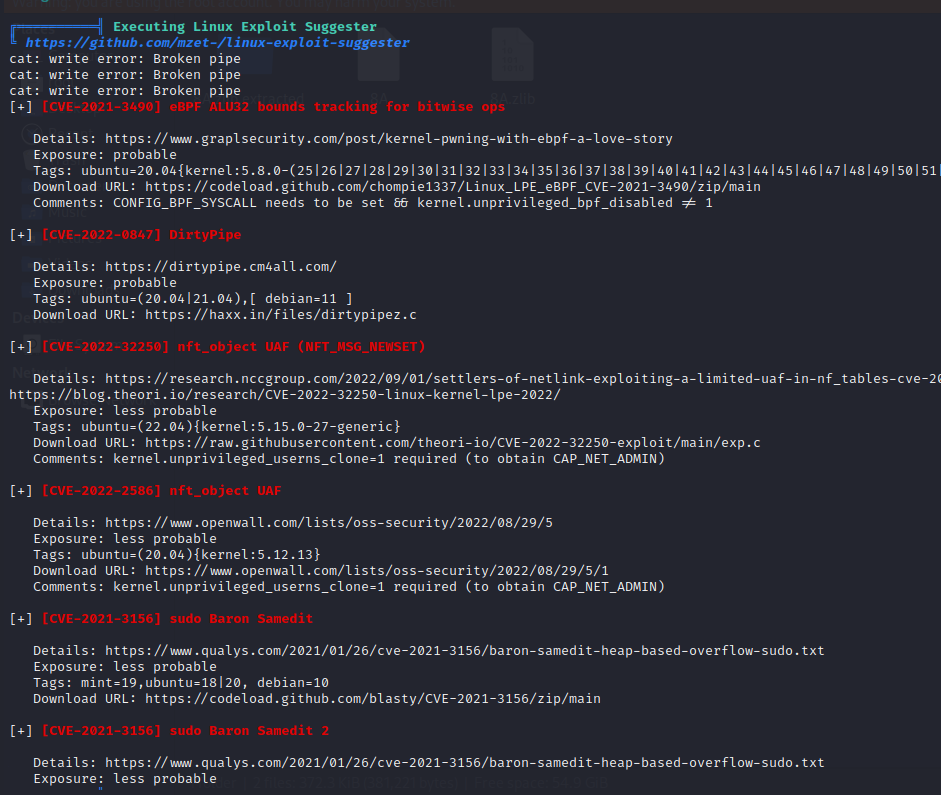 Executing Linux Exploit Suggester
https://github.com/mzet-/linux-exploit-suggester
cat: write error: Broken pipe
cat: write error: Broken pipe
cat: write error: Broken pipe
[+] [CVE-2021-3490] eBPF ALU32 bounds tracking for bitwise ops
Details: https://www.graplsecurity.com/post/kernel-pwning-with-ebpf-a-love-story
Exposure: probable
Tags: ubuntu=20.04{kernel:5.8.0-(25|26|27|28|29|30|31|32|33|34|35|36|37|38|39|40|41|42|43|44|45|46|47|48|49|50|51|
Download URL: https://codeload.github.com/chompie1337/Linux_LPE_eBPF_CVE-2021-3490/zip/main
Comments: CONFIG_BPF_SYSCALL needs to be set && kernel.unprivileged_bpf_disabled != 1
[+] [CVE-2022-0847] DirtyPipe
Details: https://dirtypipe.cm4all.com/
Exposure: probable
Tags: ubuntu=(20.04|21.04),[ debian=11 ]
Download URL: https://haxx.in/files/dirtypipez.c
[+] [CVE-2022-32250] nft_object UAF (NFT_MSG_NEWSET)
Details: https://research.nccgroup.com/2022/09/01/settlers-of-netlink-exploiting-a-limited-uaf-in-nf_tables-cve-20
https://blog.theori.io/research/CVE-2022-32250-linux-kernel-lpe-2022/
Exposure: less probable
Tags: ubuntu=(22.04){kernel:5.15.0-27-generic}
Download URL: https://raw.githubusercontent.com/theori-io/CVE-2022-32250-exploit/main/exp.c
Comments: kernel.unprivileged_userns_clone=1 required (to obtain CAP_NET_ADMIN)
[+] [CVE-2022-2586] nft_object UAF
Details: https://www.openwall.com/lists/oss-security/2022/08/29/5
Exposure: less probable
Tags: ubuntu=(20.04){kernel:5.12.13}
Download URL: https://www.openwall.com/lists/oss-security/2022/08/29/5/1
Comments: kernel.unprivileged_userns_clone=1 required (to obtain CAP_NET_ADMIN)
[+] [CVE-2021-3156] sudo Baron Samedit
Details: https://www.qualys.com/2021/01/26/cve-2021-3156/baron-samedit-heap-based-overflow-sudo.txt
Exposure: less probable
Tags: mint=19,ubuntu=18|20, debian=10
Download URL: https://codeload.github.com/blasty/CVE-2021-3156/zip/main
[+] [CVE-2021-3156] sudo Baron Samedit 2
Details: https://www.qualys.com/2021/01/26/cve-2021-3156/baron-samedit-heap-based-overflow-sudo.txt
Exposure: less probable